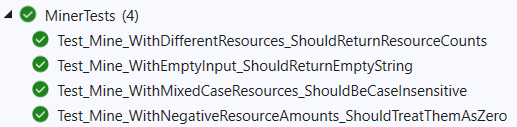 MinerTests (4)
Test_Mine_WithDifferentResources_ShouldReturnResourceCounts
Test_Mine_WithEmptyInput_ShouldReturnEmptyString
Test_Mine_WithMixedCaseResources_ShouldBeCaseInsensitive
Test_Mine_WithNegativeResourceAmounts_ShouldTreatThemAsZero